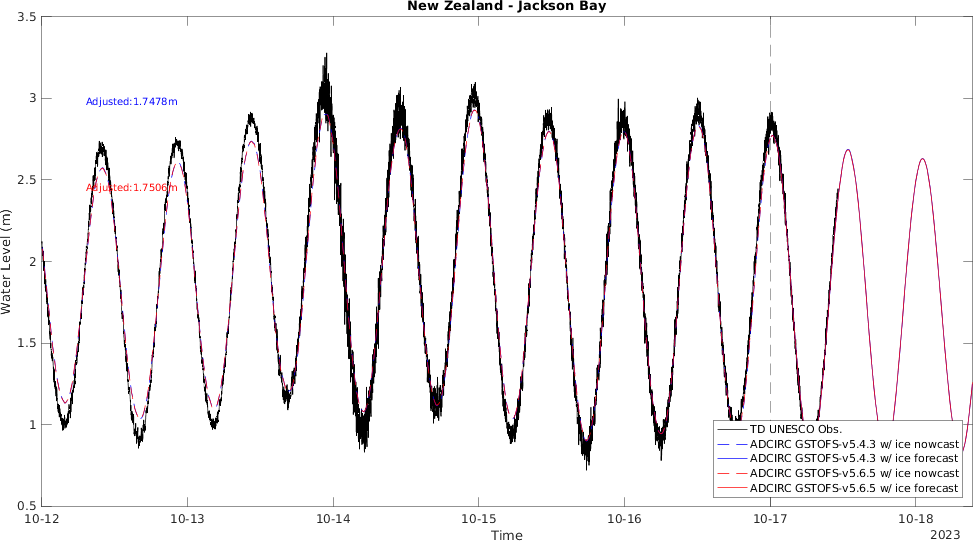 New Zealand - Jackson Bay
3.5
3
2.5
2
1.5
1
0.5
Water Level (m)
Adjusted:1.7478m
Adjusted:1.7506m
TD UNESCO Obs.
ADCIRC GSTOFS-v5.4.3 w/ ice nowcast
ADCIRC GSTOFS-v5.4.3 w/ ice forecast
ADCIRC GSTOFS-v5.6.5 w/ ice nowcast
ADCIRC GSTOFS-v5.6.5 w/ ice forecast
10-12 10-13 10-14 10-15 10-16 10-17 10-18
Time
2023